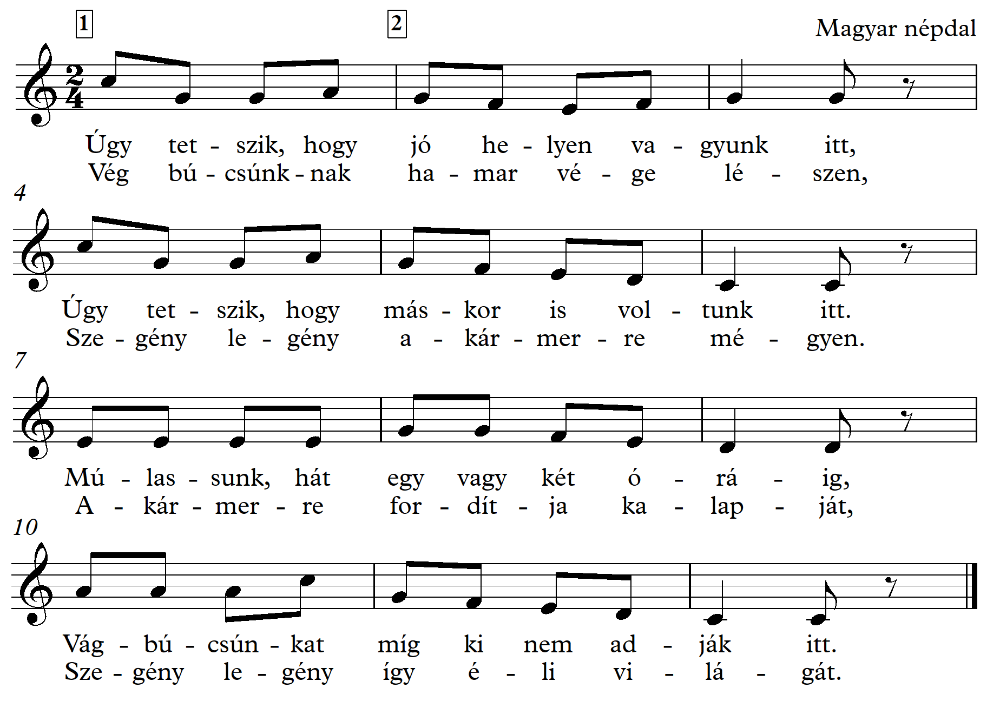 1 2 Magyar népdal
2
4
Úgy tet - szik, hogy jó he - lyen va - gyunk itt,
Vég bú - csúnk - nak ha - mar vé - ge lé - szen,
4
Úgy tet - szik, hogy más - kor is vol - tunk itt.
Sze - gény le - gény a - kár - mer - re mé - gyen.
7
Mú - las - sunk, hát egy vagy két ó - rá - ig,
A - kár - mer - re for - dít - ja ka - lap - ját,
10
Vág - bú - csún - kat míg ki nem ad - ják itt.
Sze - gény le - gény így é - li vi - lá - gát.